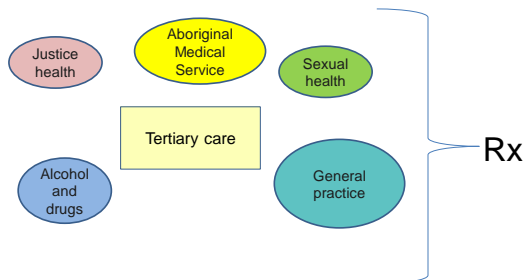 Justice
health
Aboriginal
Medical
Service
Sexual
health
Tertiary care
Alcohol
and
drugs
General
practice
Rx